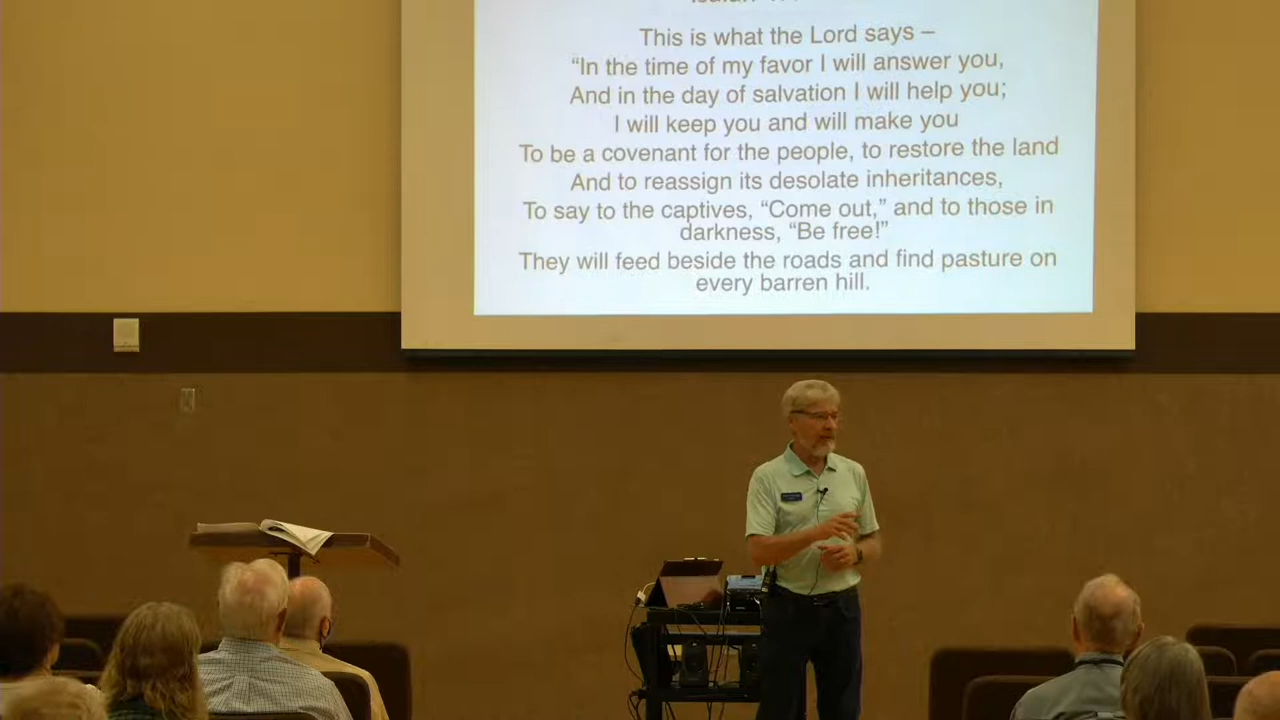 This is what the Lord says –
“In the time of my favor I will answer you,
And in the day of salvation I will help you;
I will keep you and will make you
To be a covenant for the people, to restore the land
And to reassign its desolate inheritances,
To say to the captives, “Come out,” and to those in
darkness, “Be free!”
They will feed beside the roads and find pasture on
every barren hill.